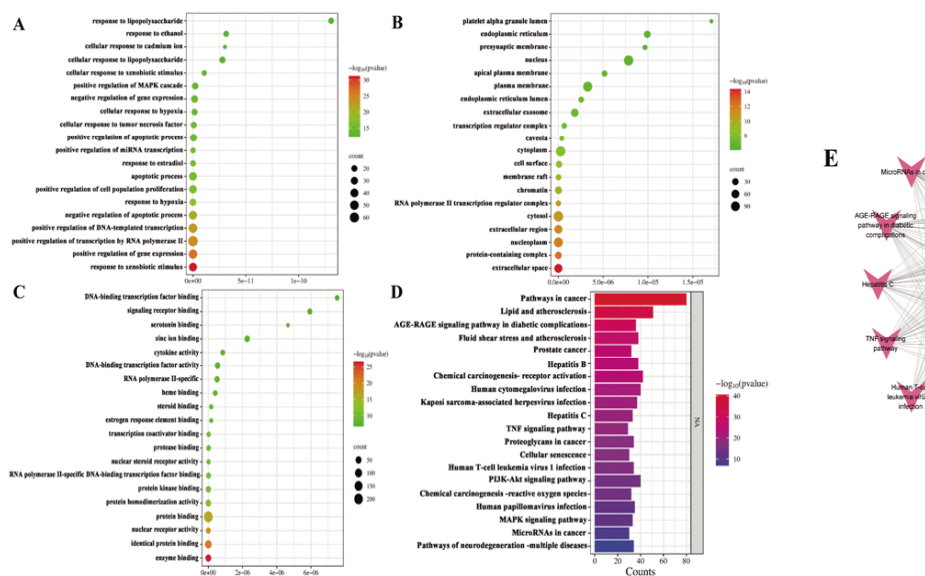 A
response to lipopolysaccharide
response to ethanol
cellular response to cadmium ion
cellular response to lipopolysaccharide
cellular response to xenobiotic stimulus
positive regulation of MAPK cascade
negative regulation of gene expression
cellular response to hypoxia
cellular response to tumor necrosis factor
positive regulation of apoptotic process
positive regulation of miRNA transcription
response to estradiol
apoptotic process
positive regulation of cell population proliferation
response to hypoxia
negative regulation of apoptotic process
positive regulation of DNA-templated transcription
positive regulation of transcription by RNA polymerase II
positive regulation of gene expression
response to xenobiotic stimulus
0e+00 5e-11 1e-10
-log10(pvalue)
30
25
20
15
count
20
30
40
50
60
B
platelet alpha granule lumen
endoplasmic reticulum
presynaptic membrane
nucleus
apical plasma membrane
plasma membrane
endoplasmic reticulum lumen
extracellular exosome
transcription regulator complex
caveola
cytoplasm
cell surface
membrane raft
chromatin
RNA polymerase II transcription regulator complex
cytosol
extracellular region
nucleoplasm
protein-containing complex
extracellular space
0.0e+00 5.0e-06 1.0e-05 1.5e-05
-log10(pvalue)
14
12
10
8
6
count
30
60
90
C
DNA-binding transcription factor binding
signaling receptor binding
serotonin binding
zinc ion binding
cytokine activity
DNA-binding transcription factor activity
RNA polymerase II-specific
heme binding
steroid binding
estrogen response element binding
transcription coactivator binding
protease binding
nuclear steroid receptor activity
RNA polymerase II-specific DNA-binding transcription factor binding
protein kinase binding
protein homodimerization activity
protein binding
nuclear receptor activity
identical protein binding
enzyme binding
0e+00 2e-06 4e-06 6e-06
-log10(pvalue)
25
20
15
10
count
50
100
150
200
D
Pathways in cancer
Lipid and atherosclerosis
AGE-RAGE signaling pathway in diabetic complications
Fluid shear stress and atherosclerosis
Prostate cancer
Hepatitis B
Chemical carcinogenesis- receptor activation
Human cytomegalovirus infection
Kaposi sarcoma-associated herpesvirus infection
Hepatitis C
TNF signaling pathway
Proteoglycans in cancer
Cellular senescence
Human T-cell leukemia virus 1 infection
PI3K-Akt signaling pathway
Chemical carcinogenesis -reactive oxygen species
Human papillomavirus infection
MAPK signaling pathway
MicroRNAs in cancer
Pathways of neurodegeneration -multiple diseases
0 20 40 60 80
Counts
NA
-log10(pvalue)
40
30
20
10
E
MicroRNAs in c
AGE-RAGE signaling
pathway in diabetic
complications
Hepatitis C
TNF signaling
pathway
Human T-c
leukemia viru
infection